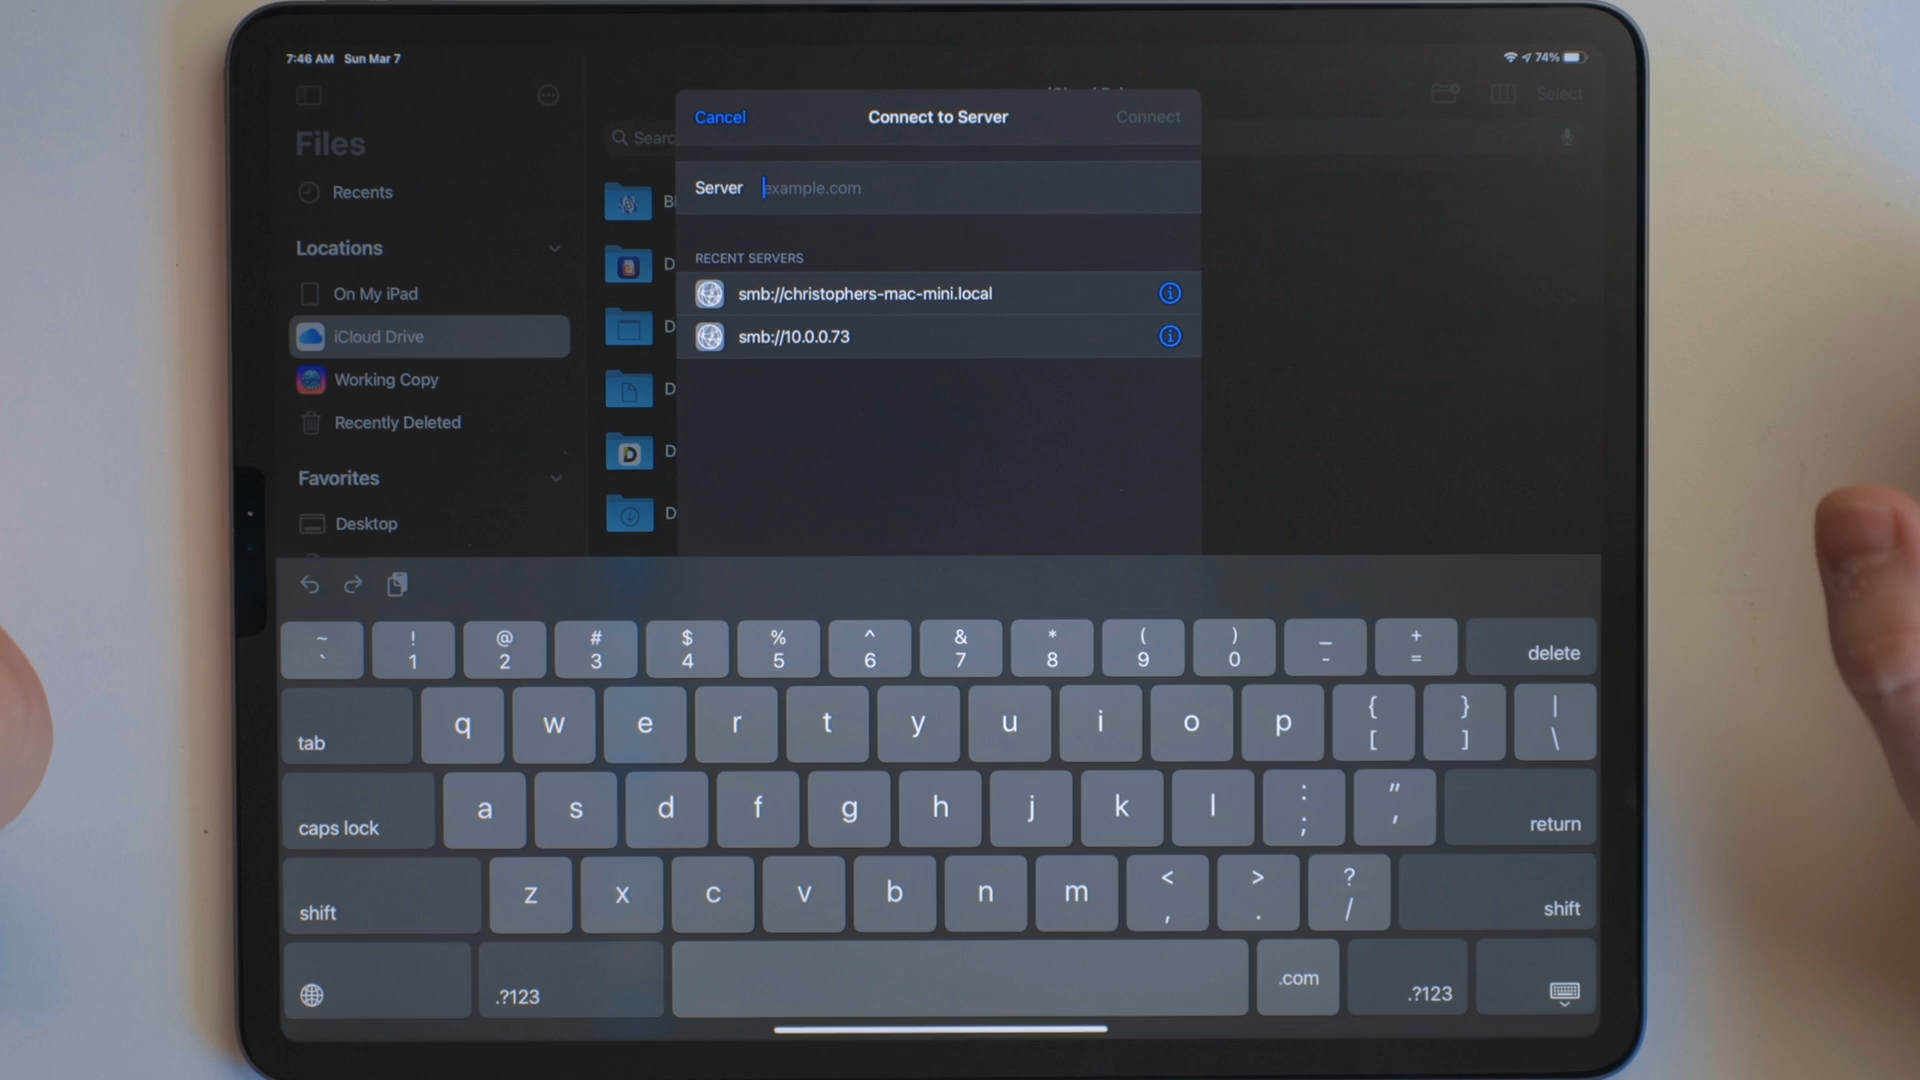 7:46 AM Sun Mar 7
74%
Files
Select
Cancel
Connect to Server
Connect
Searc
Server example.com
Recents
Locations
On My iPad
iCloud Drive
Working Copy
Recently Deleted
Favorites
Desktop
B
D
D
D
D
D
RECENT SERVERS
smb://christophers-mac-mini.local
smb://10.0.0.73
~ ! @ # $ % ^ & * ( ) _ +
` 1 2 3 4 5 6 7 8 9 0 - = delete
tab q w e r t y u i o p { [ } ] | \
caps lock a s d f g h j k l : ; " ' return
shift z x c v b n m < , > . ? / shift
.?123 .com .?123